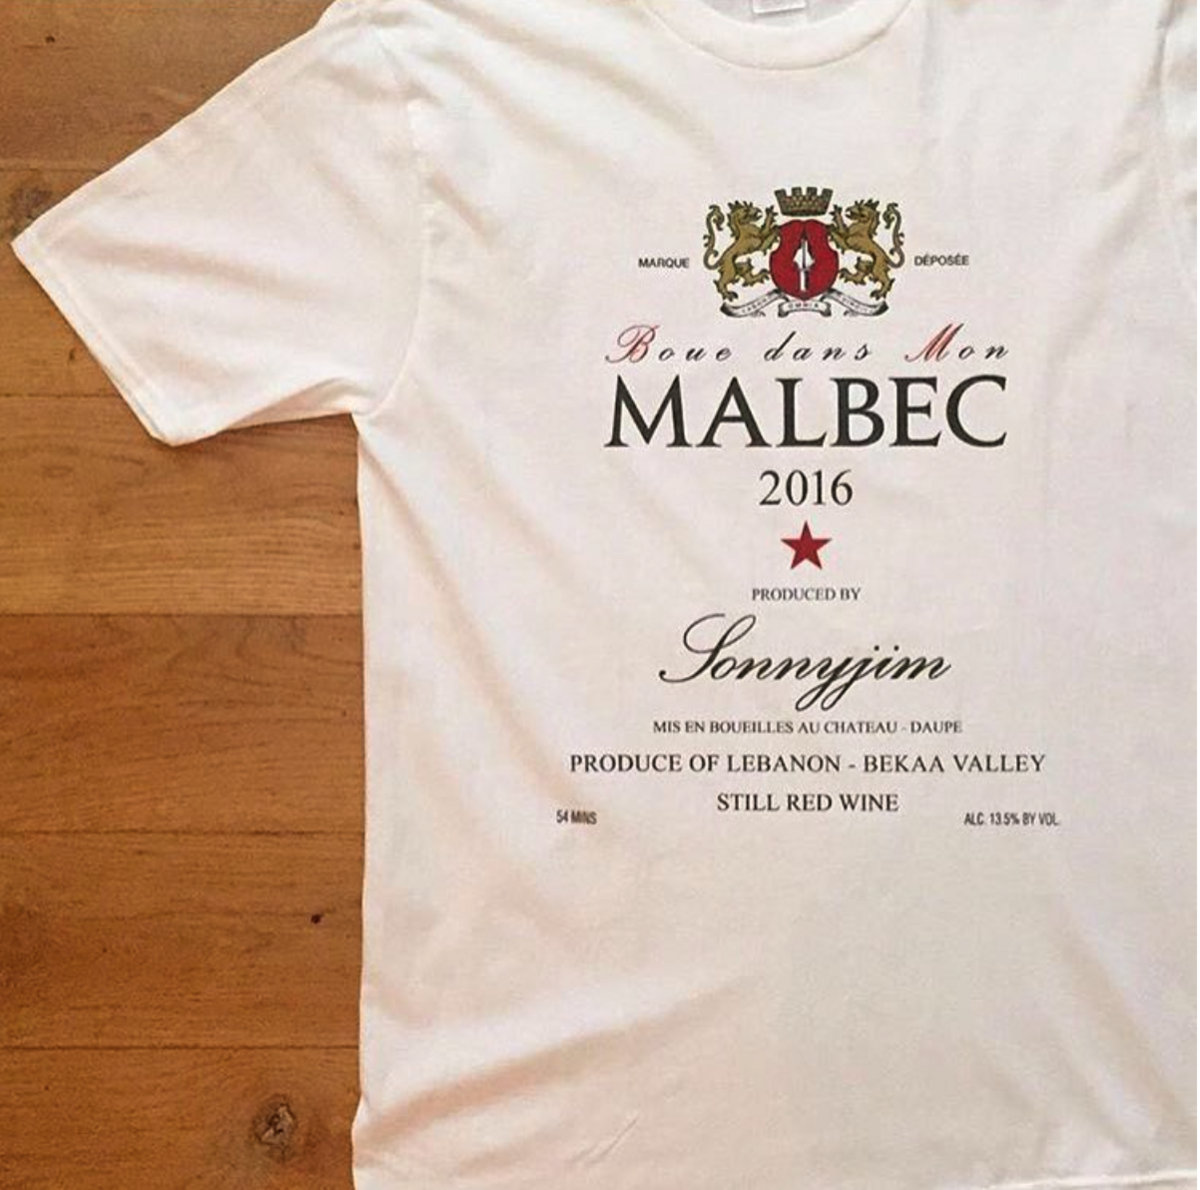 MARQUE DÉPOSÉE
OMNIA
Boue dans Mon
MALBEC
2016
PRODUCED BY
Sonnyjim
MIS EN BOUEILLES AU CHATEAU - DAUPE
PRODUCE OF LEBANON - BEKAA VALLEY
STILL RED WINE
54 MINS ALC. 13.5% BY VOL.